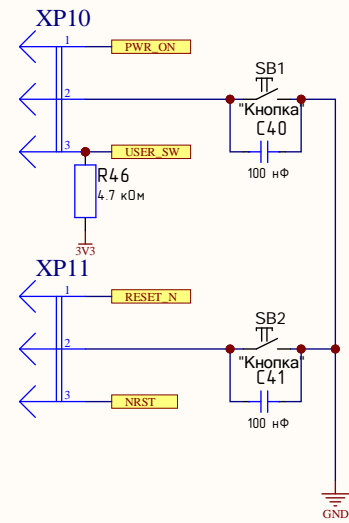 XP10
1
PWR_ON
SB1
2
"Кнопка"
C40
3
USER_SW
100 нФ
R46
4.7 кОм
3V3
XP11
1
RESET_N
SB2
2
"Кнопка"
C41
3
NRST
100 нФ
GND